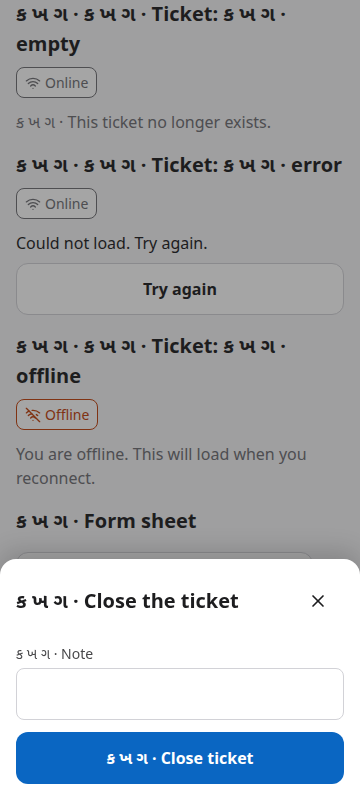 ક ખ ગ · ક ખ ગ · Ticket: ક ખ ગ ·
empty
Online
ક ખ ગ · This ticket no longer exists.
ક ખ ગ · ક ખ ગ · Ticket: ક ખ ગ · error
Online
Could not load. Try again.
Try again
ક ખ ગ · ક ખ ગ · Ticket: ક ખ ગ ·
offline
Offline
You are offline. This will load when you
reconnect.
ક ખ ગ · Form sheet
ક ખ ગ · Close the ticket
ક ખ ગ · Note
ક ખ ગ · Close ticket